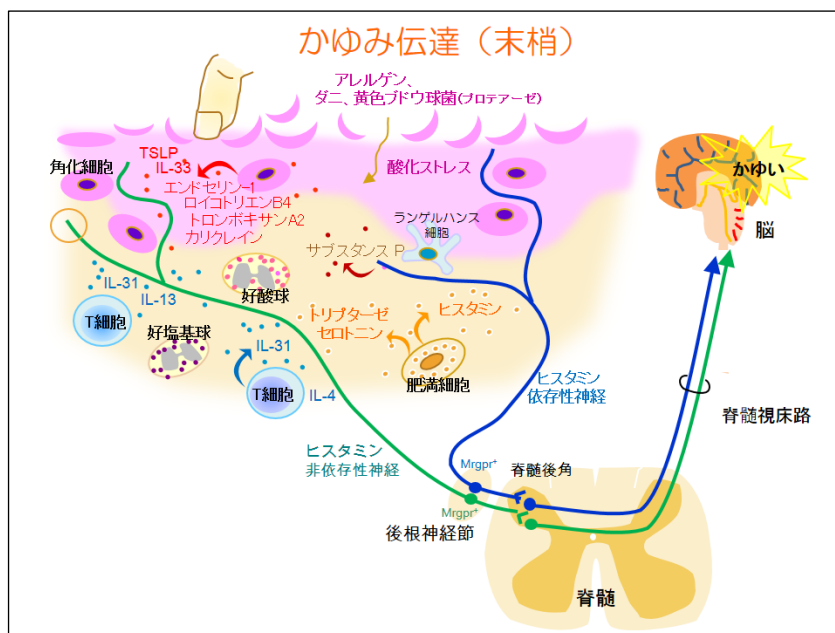 かゆみ伝達（末梢）
アレルゲン、
ダニ、黄色ブドウ球菌(プロテアーゼ)
角化細胞
TSLP
IL-33
エンドセリン-1
ロイコトリエンB4
トロンボキサンA2
カリクレイン
酸化ストレス
ランゲルハンス
細胞
サブスタンス P
かゆい
脳
IL-31
IL-13
T細胞
好酸球
好塩基球
IL-31
T細胞
IL-4
トリプターゼ
セロトニン
ヒスタミン
肥満細胞
ヒスタミン
依存性神経
ヒスタミン
非依存性神経
脊髄視床路
Mrgpr⁺
脊髄後角
Mrgpr⁺
後根神経節
脊髄